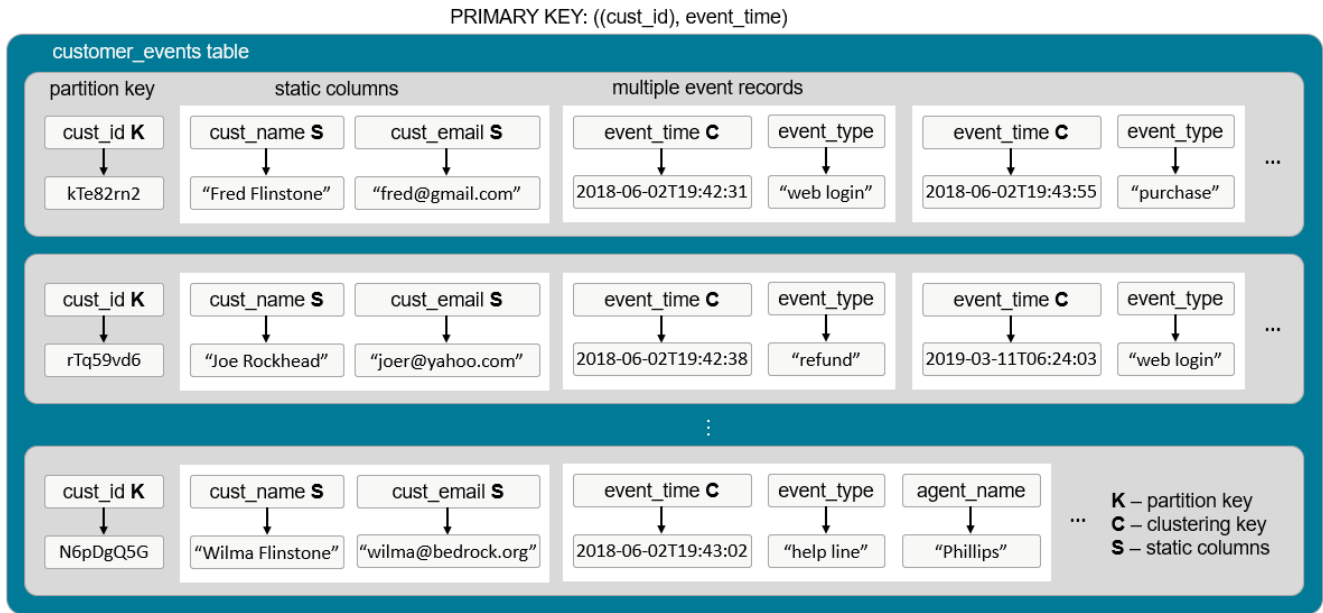 PRIMARY KEY: ((cust_id), event_time)
customer_events table
partition key static columns multiple event records
cust_id K cust_name S cust_email S event_time C event_type event_time C event_type
kTe82rn2 “Fred Flinstone” “fred@gmail.com” 2018-06-02T19:42:31 “web login” 2018-06-02T19:43:55 “purchase” ...
cust_id K cust_name S cust_email S event_time C event_type event_time C event_type
rTq59vd6 “Joe Rockhead” “joer@yahoo.com” 2018-06-02T19:42:38 “refund” 2019-03-11T06:24:03 “web login” ...
⋮
cust_id K cust_name S cust_email S event_time C event_type agent_name
N6pDgQ5G “Wilma Flinstone” “wilma@bedrock.org” 2018-06-02T19:43:02 “help line” “Phillips” ...
K – partition key
C – clustering key
S – static columns